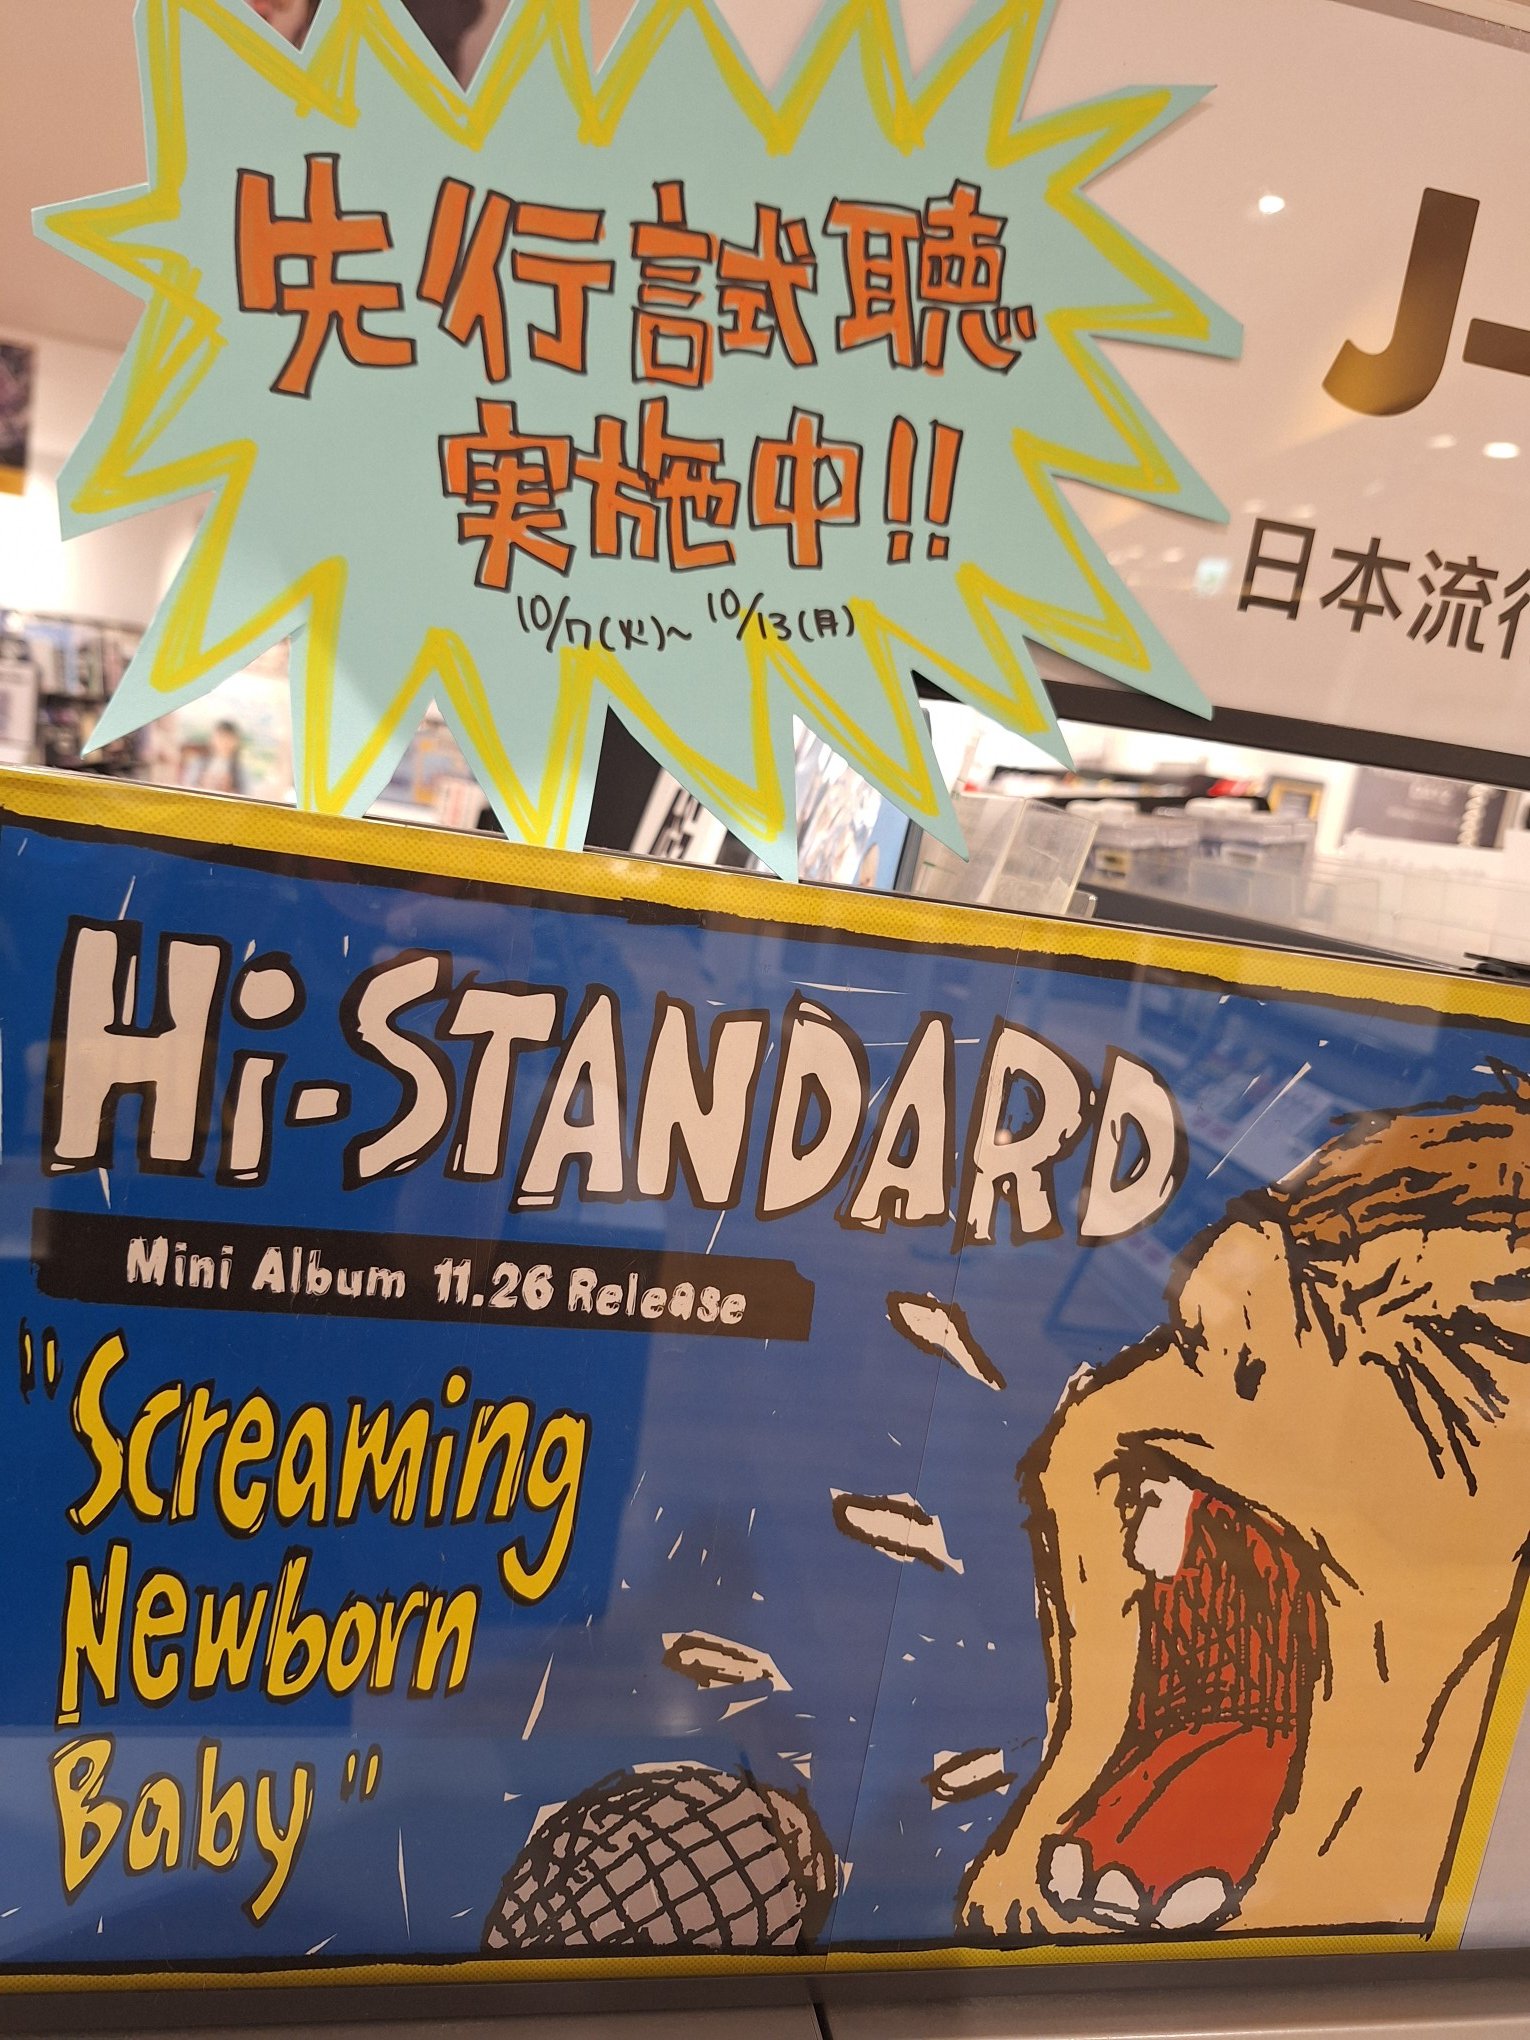 先行試聴
実施中!!
10/7(火)~ 10/13(月)
J-
日本流行
Hi-STANDARD
Mini Album 11.26 Release
"Screaming
Newborn
Baby"